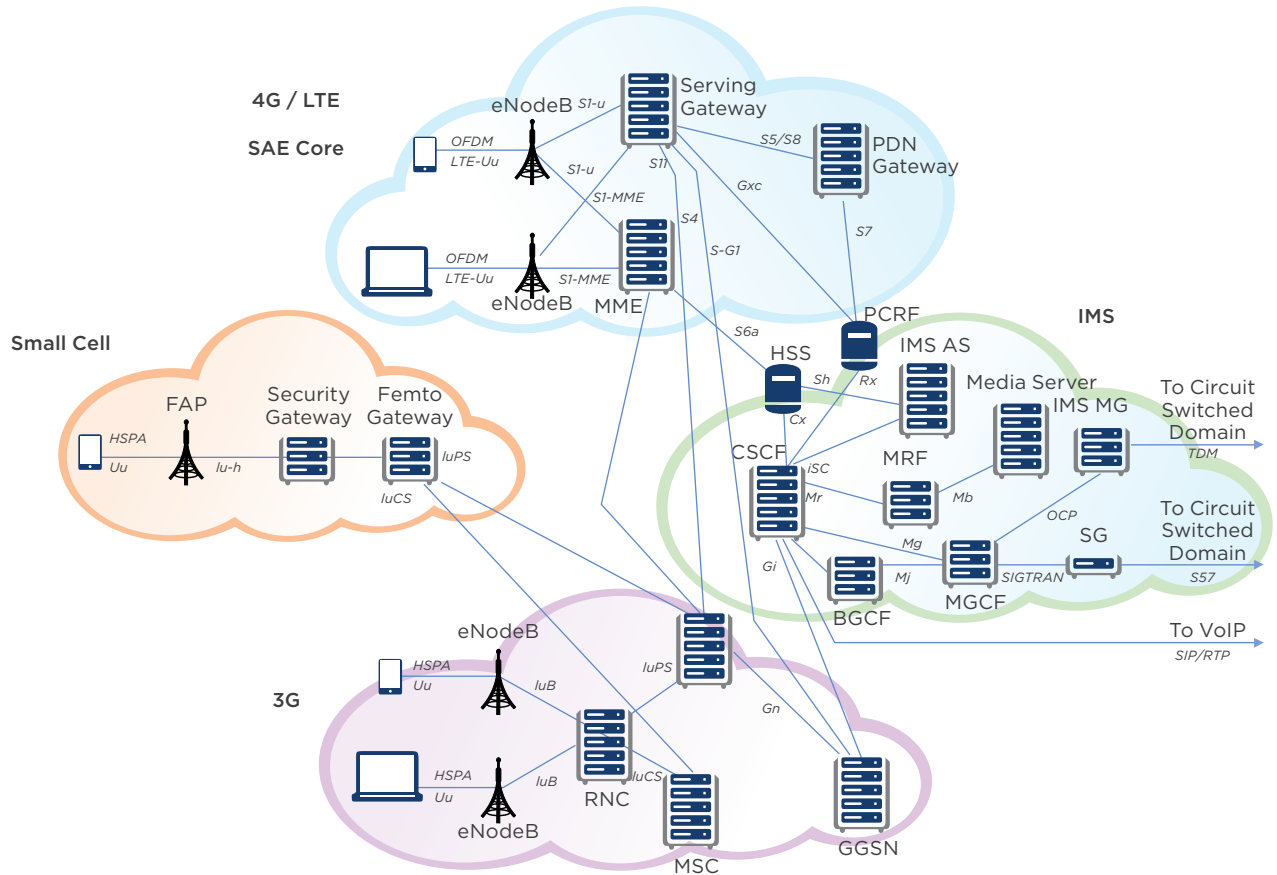 4G / LTE
SAE Core
eNodeB
S1-u
Serving
Gateway
OFDM
LTE-Uu
S1-u
S11
S5/S8
PDN
Gateway
Gxc
S1-MME
S4
S-G1
S7
OFDM
LTE-Uu
eNodeB
S1-MME
MME
S6a
PCRF
IMS
Small Cell
HSS
Sh
Rx
IMS AS
Cx
Media Server
IMS MG
To Circuit
Switched
Domain
TDM
FAP
Security
Gateway
Femto
Gateway
HSPA
Uu
Iu-h
IuPS
IuCS
CSCF
iSC
Mr
MRF
Mb
OCP
SG
To Circuit
Switched
Domain
S57
Mg
Gi
Mj
SIGTRAN
BGCF
MGCF
To VoIP
SIP/RTP
3G
eNodeB
HSPA
Uu
IuB
IuPS
Gn
HSPA
Uu
IuB
eNodeB
RNC
IuCS
MSC
GGSN